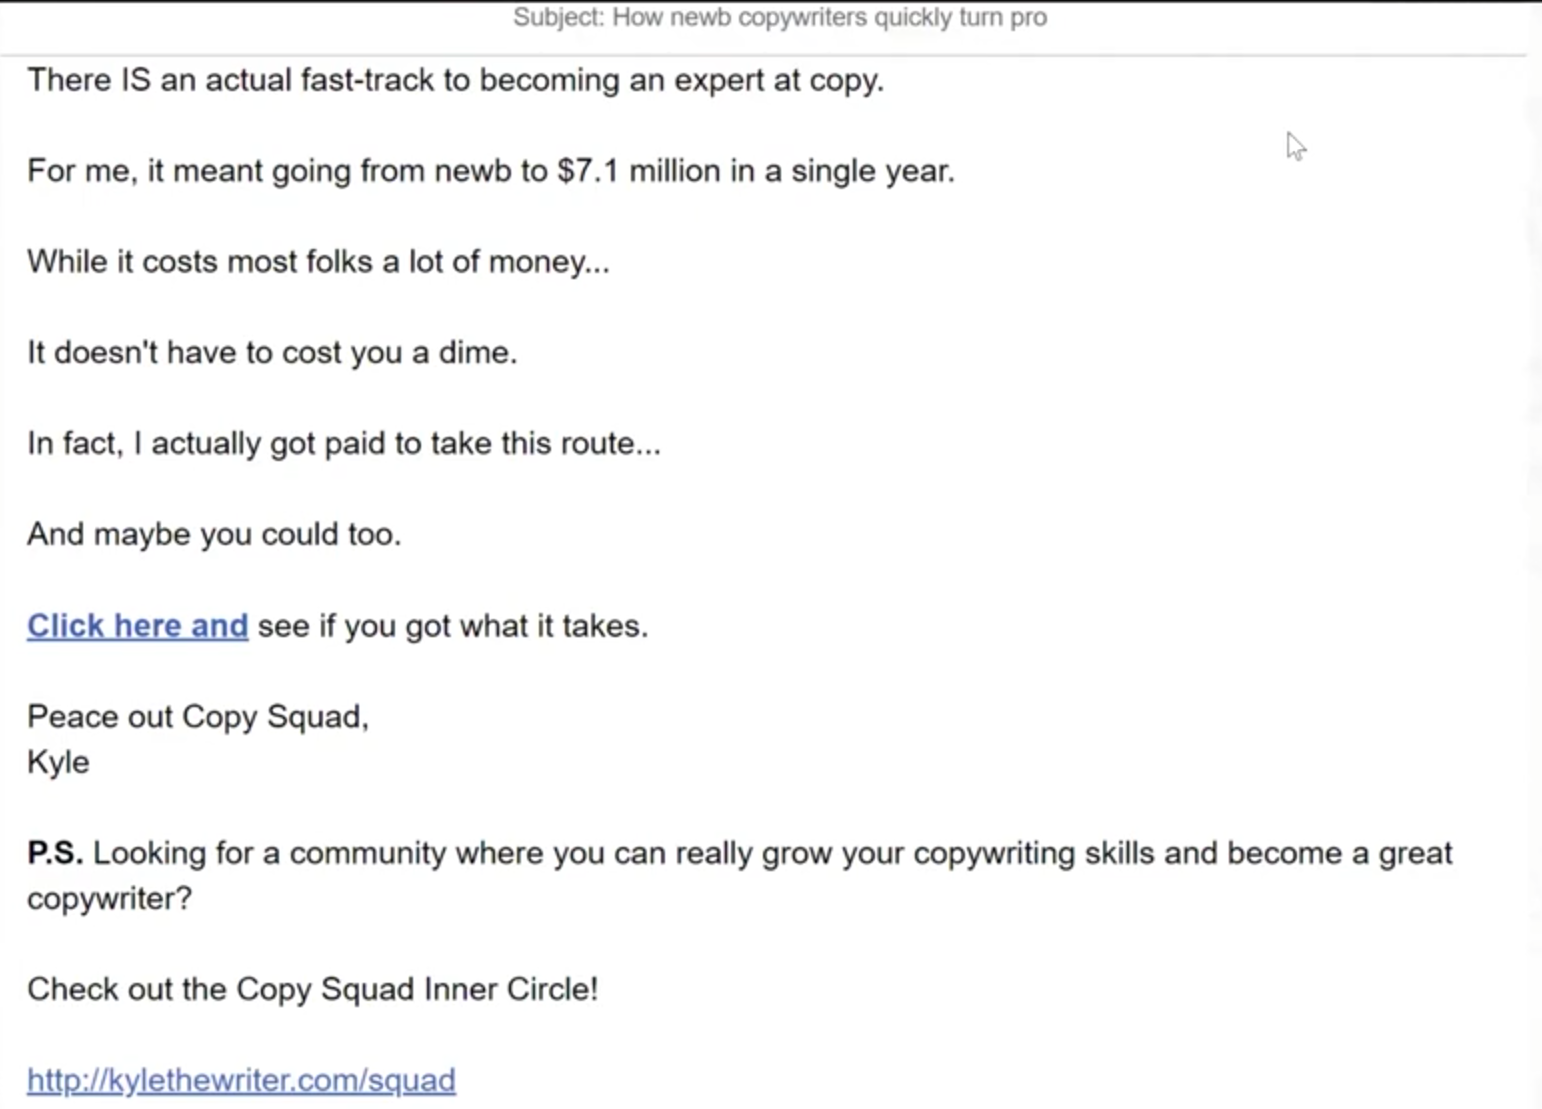 Subject: How newb copywriters quickly turn pro
There IS an actual fast-track to becoming an expert at copy.
For me, it meant going from newb to $7.1 million in a single year.
While it costs most folks a lot of money...
It doesn't have to cost you a dime.
In fact, I actually got paid to take this route...
And maybe you could too.
Click here and see if you got what it takes.
Peace out Copy Squad,
Kyle
P.S. Looking for a community where you can really grow your copywriting skills and become a great
copywriter?
Check out the Copy Squad Inner Circle!
http://kylethewriter.com/squad